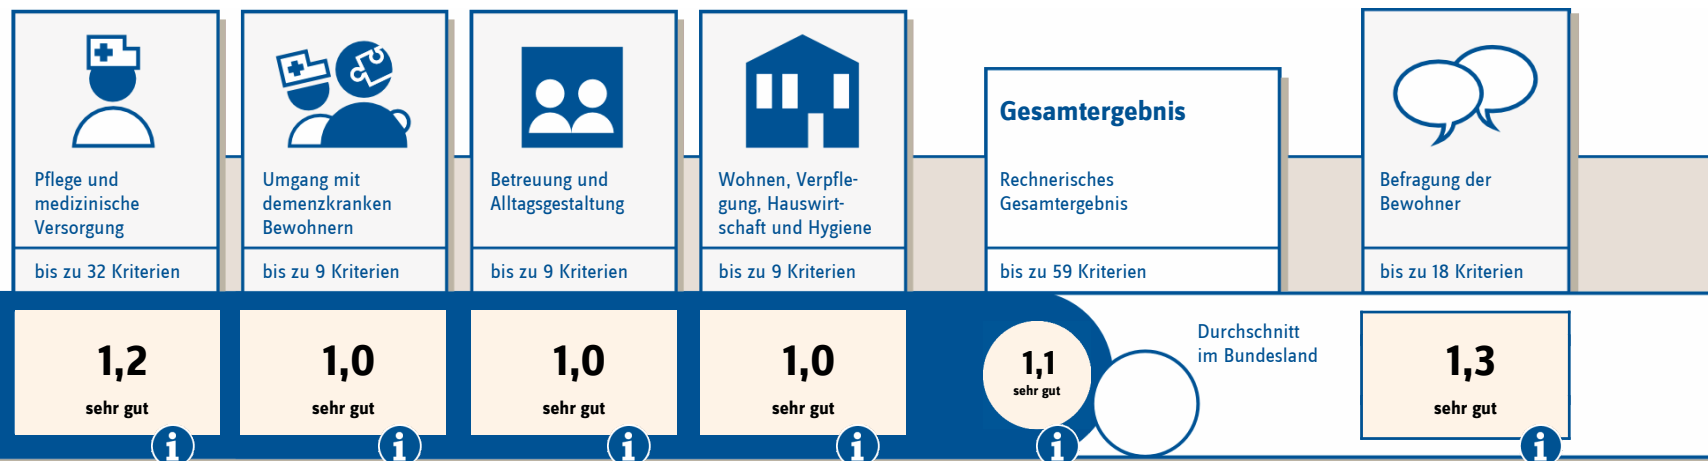 Pflege und
medizinische
Versorgung
bis zu 32 Kriterien
1,2
sehr gut
i
Umgang mit
demenzkranken
Bewohnern
bis zu 9 Kriterien
1,0
sehr gut
i
Betreuung und
Alltagsgestaltung
bis zu 9 Kriterien
1,0
sehr gut
i
Wohnen, Verpfle-
gung, Hauswirt-
schaft und Hygiene
bis zu 9 Kriterien
1,0
sehr gut
i
Gesamtergebnis
Rechnerisches
Gesamtergebnis
bis zu 59 Kriterien
1,1
sehr gut
i
Durchschnitt
im Bundesland
Befragung der
Bewohner
bis zu 18 Kriterien
1,3
sehr gut
i